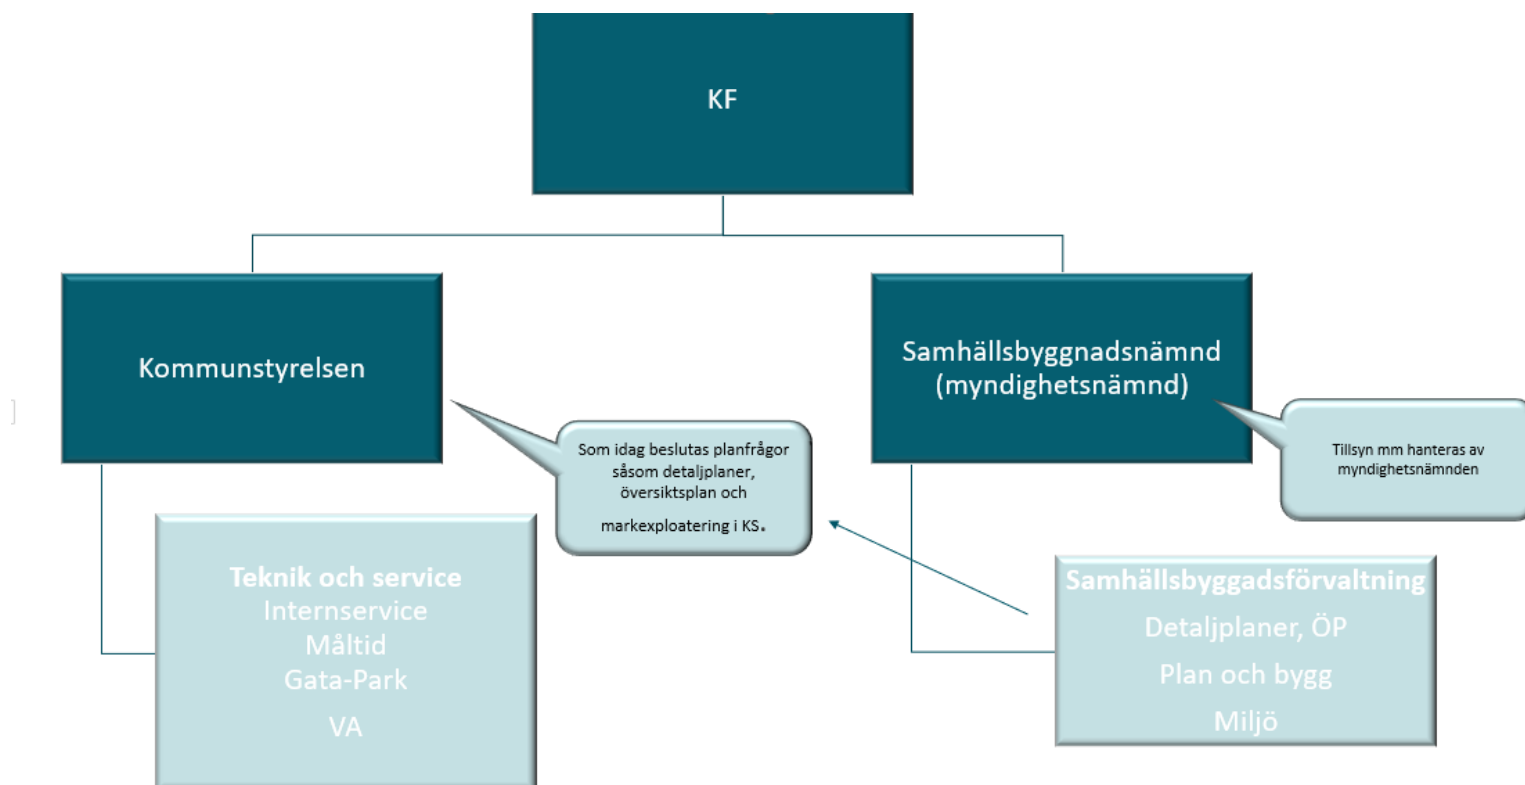 KF
Kommunstyrelsen
Samhällsbyggnadsnämnd
(myndighetsnämnd)
Som idag beslutas planfrågor
såsom detaljplaner,
översiktsplan och
markexploatering i KS.
Tillsyn mm hanteras av
myndighetsnämnden
Teknik och service
Internservice
Måltid
Gata-Park
VA
Samhällsbyggadsförvaltning
Detaljplaner, ÖP
Plan och bygg
Miljö
]